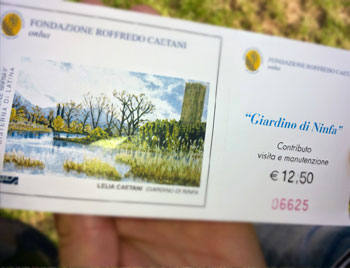 FONDAZIONE ROFFREDO CAETANI
onlus
LELIA CAETANI GIARDINO DI NINFA
FONDAZIONE ROFFREDO CAETANI
onlus
"Giardino di Ninfa"
Contributo
visita e manutenzione
€ 12,50
06625